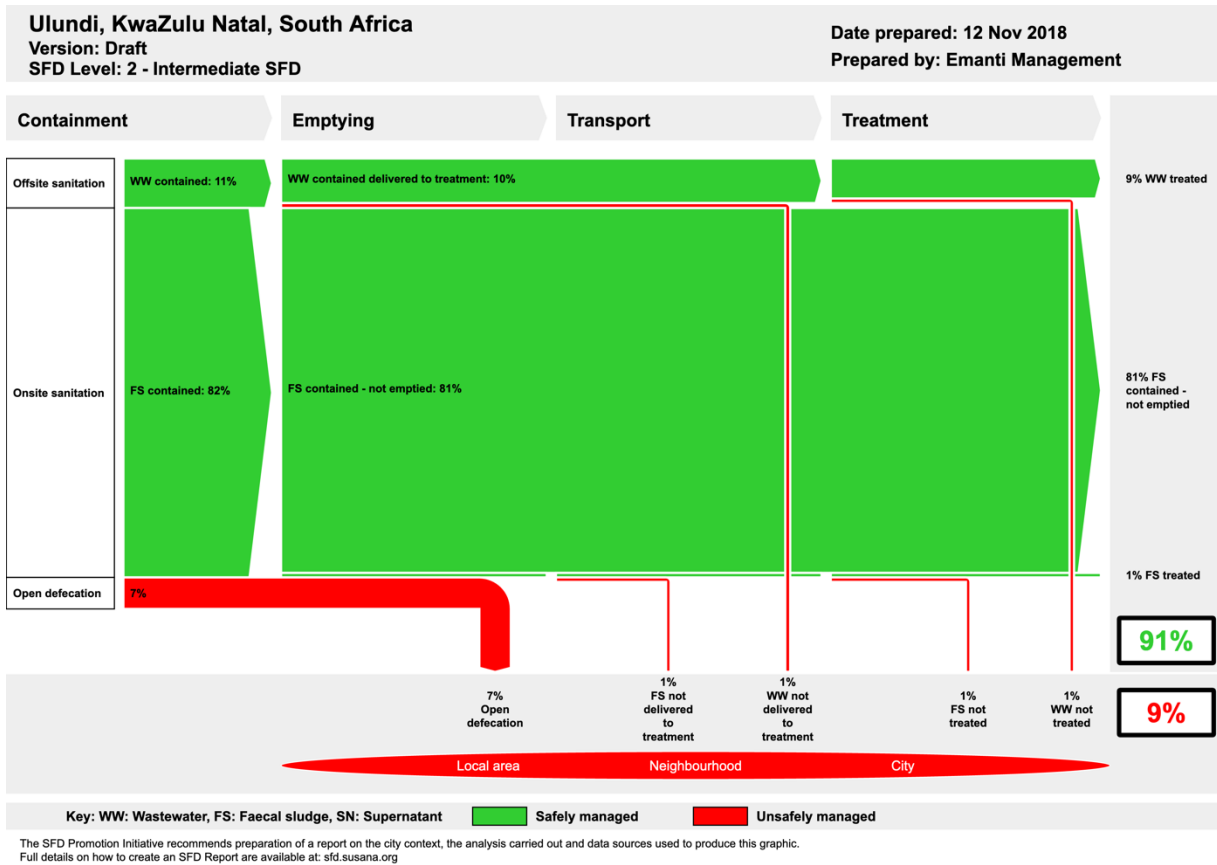 Ulundi, KwaZulu Natal, South Africa
Version: Draft
SFD Level: 2 - Intermediate SFD
Date prepared: 12 Nov 2018
Prepared by: Emanti Management
Containment
Emptying
Transport
Treatment
Offsite sanitation
WW contained: 11%
WW contained delivered to treatment: 10%
9% WW treated
Onsite sanitation
FS contained: 82%
FS contained - not emptied: 81%
81% FS
contained -
not emptied
1% FS treated
Open defecation
7%
91%
7%
Open
defecation
1%
FS not
delivered
to
treatment
1%
WW not
delivered
to
treatment
1%
FS not
treated
1%
WW not
treated
9%
Local area
Neighbourhood
City
Key: WW: Wastewater, FS: Faecal sludge, SN: Supernatant
Safely managed
Unsafely managed
The SFD Promotion Initiative recommends preparation of a report on the city context, the analysis carried out and data sources used to produce this graphic.
Full details on how to create an SFD Report are available at: sfd.susana.org